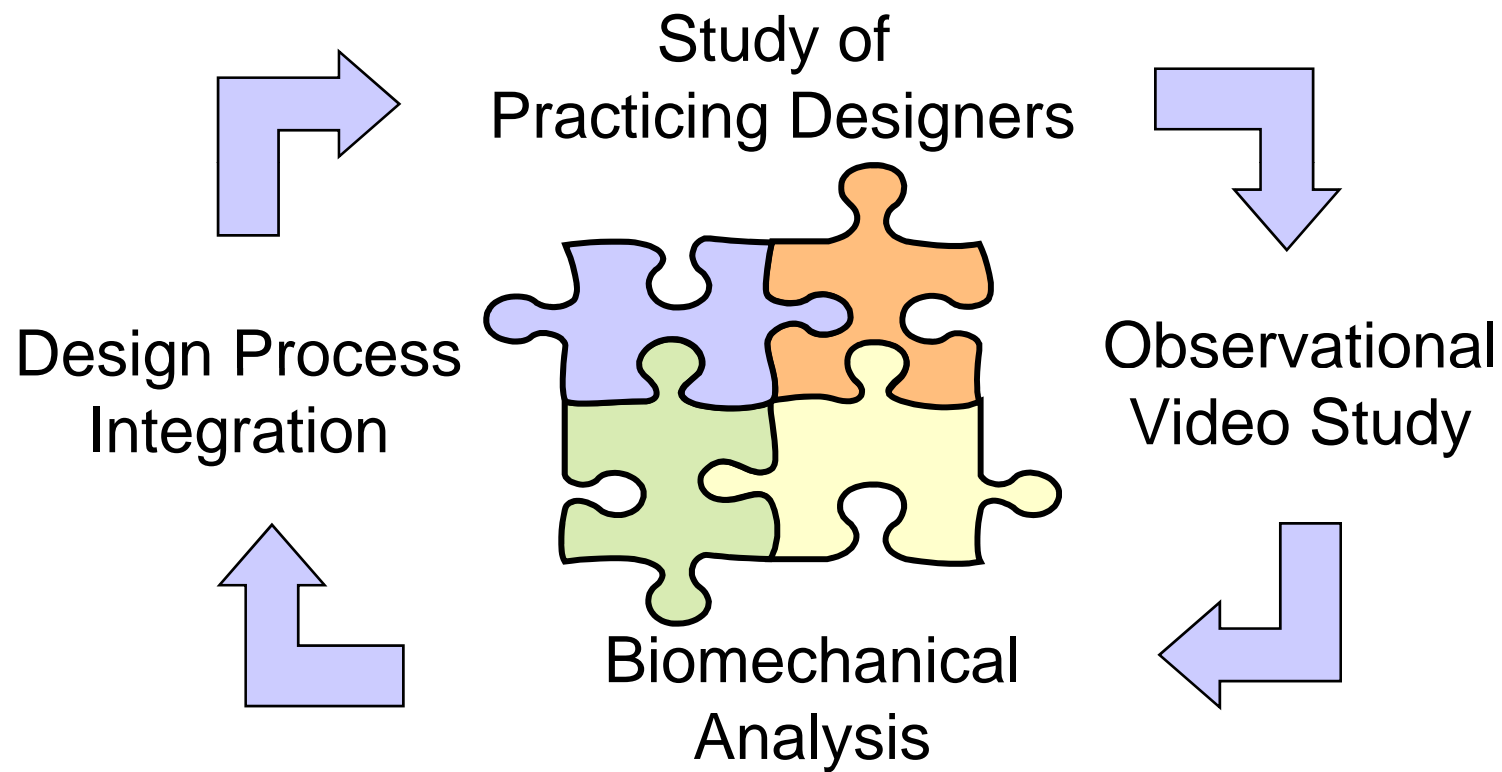 Study of
Practicing Designers
Design Process
Integration
Observational
Video Study
Biomechanical
Analysis